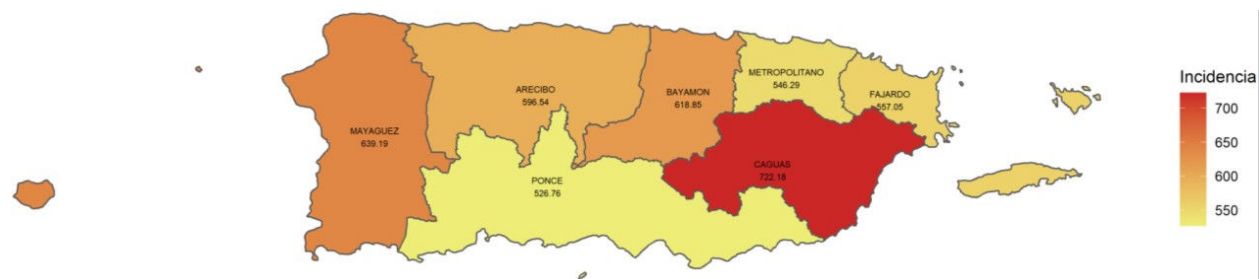 METROPOLITANO
546.29
ARECIBO
596.54
BAYAMON
618.85
FAJARDO
557.05
MAYAGUEZ
639.19
CAGUAS
722.18
PONCE
526.76
Incidencia
700
650
600
550